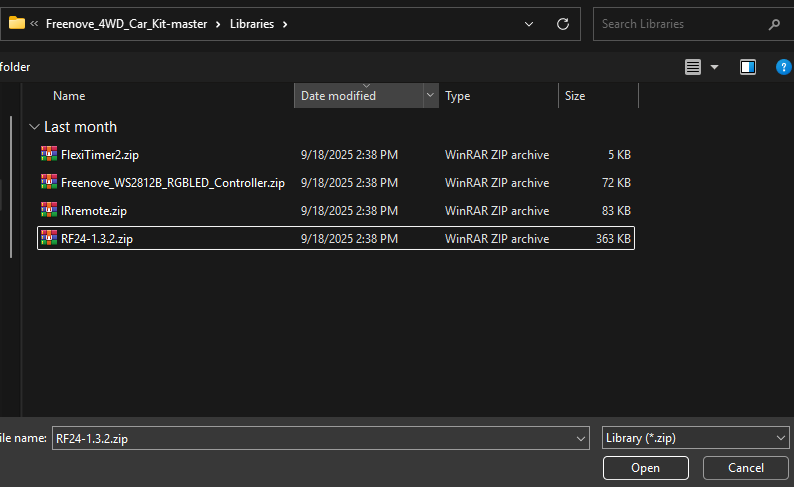 Freenove_4WD_Car_Kit-master > Libraries >
Search Libraries
folder
Name Date modified Type Size
Last month
FlexiTimer2.zip 9/18/2025 2:38 PM WinRAR ZIP archive 5 KB
Freenove_WS2812B_RGBLED_Controller.zip 9/18/2025 2:38 PM WinRAR ZIP archive 72 KB
IRremote.zip 9/18/2025 2:38 PM WinRAR ZIP archive 83 KB
RF24-1.3.2.zip 9/18/2025 2:38 PM WinRAR ZIP archive 363 KB
ile name: RF24-1.3.2.zip Library (*.zip)
Open Cancel